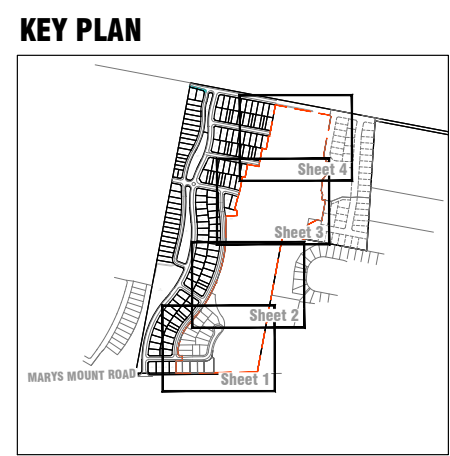 KEY PLAN
Sheet 4
Sheet 3
Sheet 2
MARYS MOUNT ROAD
Sheet 1